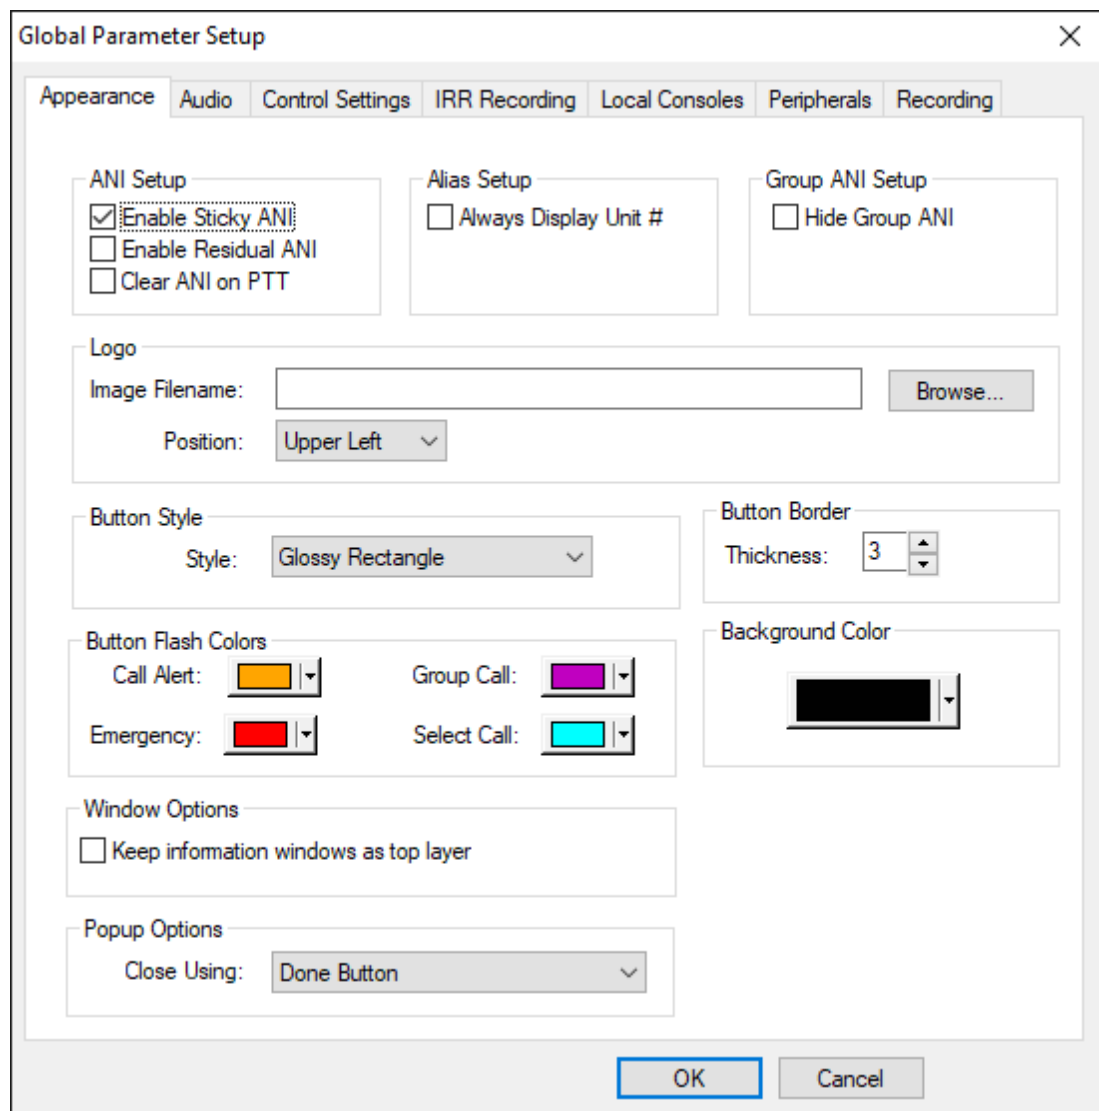 Global Parameter Setup
Appearance Audio Control Settings IRR Recording Local Consoles Peripherals Recording
ANI Setup Alias Setup Group ANI Setup
Enable Sticky ANI Always Display Unit # Hide Group ANI
Enable Residual ANI
Clear ANI on PTT
Logo
Image Filename: Browse...
Position: Upper Left
Button Style Button Border
Style: Glossy Rectangle Thickness: 3
Button Flash Colors Background Color
Call Alert: Group Call:
Emergency: Select Call:
Window Options
Keep information windows as top layer
Popup Options
Close Using: Done Button
OK Cancel